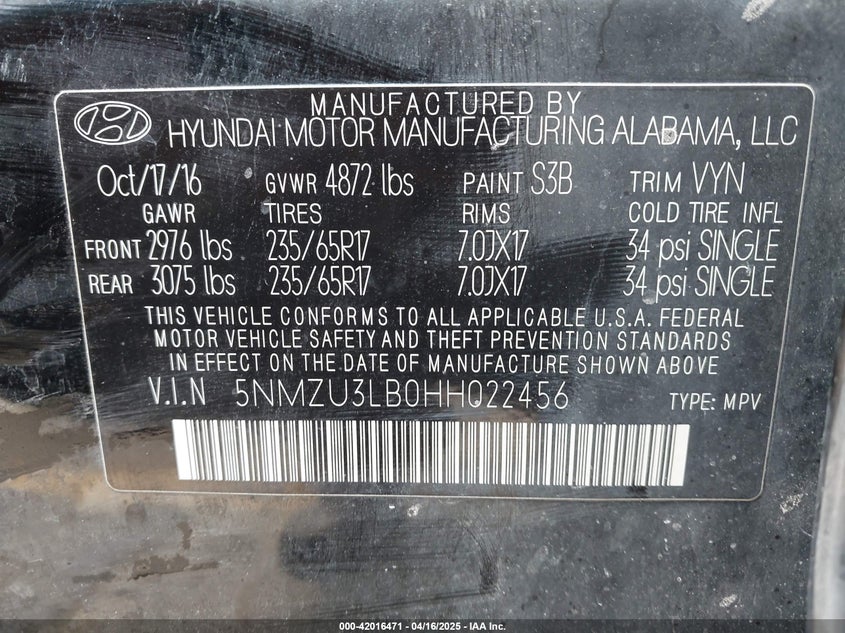 MANUFACTURED BY
HYUNDAI MOTOR MANUFACTURING ALABAMA, LLC
Oct/17/16 GVWR 4872 lbs PAINT S3B TRIM VYN
GAWR TIRES RIMS COLD TIRE INFL
FRONT 2976 lbs 235/65R17 7.0JX17 34 psi SINGLE
REAR 3075 lbs 235/65R17 7.0JX17 34 psi SINGLE
THIS VEHICLE CONFORMS TO ALL APPLICABLE U.S.A. FEDERAL
MOTOR VEHICLE SAFETY AND THEFT PREVENTION STANDARDS
IN EFFECT ON THE DATE OF MANUFACTURE SHOWN ABOVE
V.I.N 5NMZU3LB0HH022456 TYPE: MPV
000-42016471 - 04/16/2025 - IAA Inc.